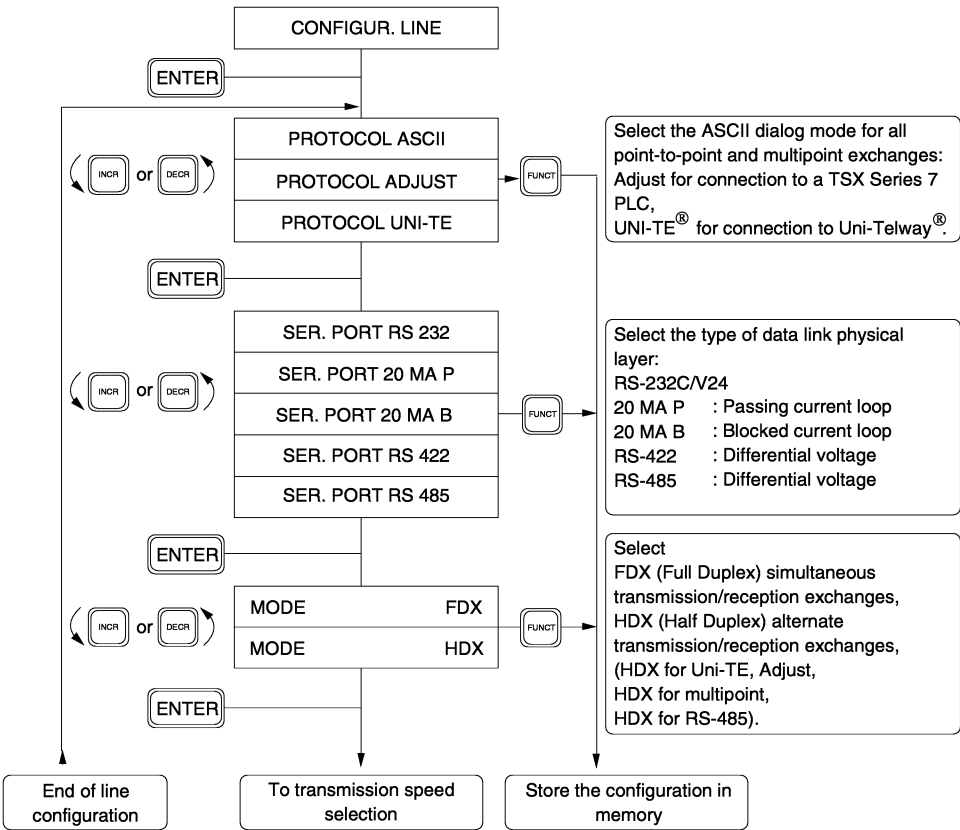 CONFIGUR. LINE
ENTER
PROTOCOL ASCII
PROTOCOL ADJUST
PROTOCOL UNI-TE
INCR or DECR
FUNCT
Select the ASCII dialog mode for all
point-to-point and multipoint exchanges:
Adjust for connection to a TSX Series 7
PLC,
UNI-TE® for connection to Uni-Telway®.
ENTER
SER. PORT RS 232
SER. PORT 20 MA P
SER. PORT 20 MA B
SER. PORT RS 422
SER. PORT RS 485
INCR or DECR
FUNCT
Select the type of data link physical
layer:
RS-232C/V24
20 MA P : Passing current loop
20 MA B : Blocked current loop
RS-422 : Differential voltage
RS-485 : Differential voltage
ENTER
MODE FDX
MODE HDX
INCR or DECR
FUNCT
Select
FDX (Full Duplex) simultaneous
transmission/reception exchanges,
HDX (Half Duplex) alternate
transmission/reception exchanges,
(HDX for Uni-TE, Adjust,
HDX for multipoint,
HDX for RS-485).
ENTER
End of line
configuration
To transmission speed
selection
Store the configuration in
memory